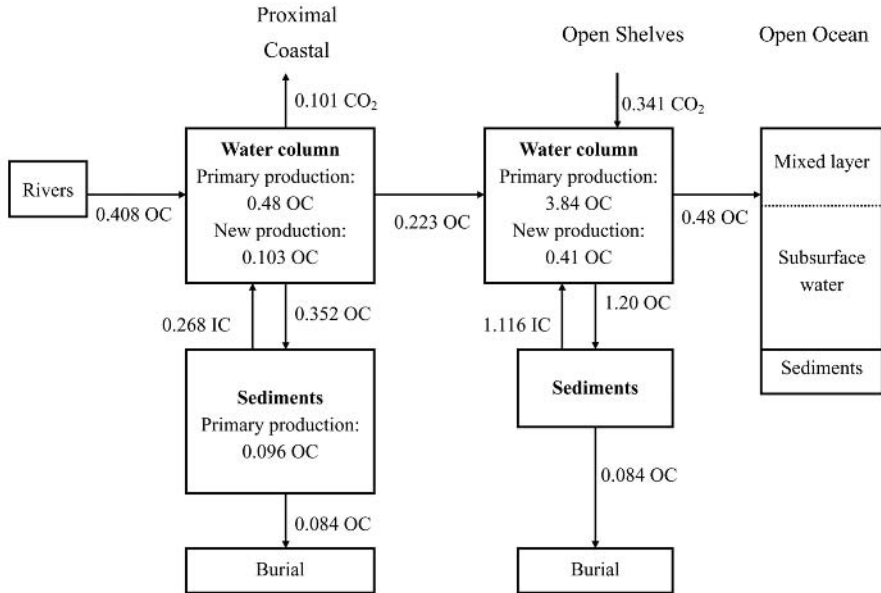 Proximal
Coastal
Open Shelves
Open Ocean
0.101 CO₂
0.341 CO₂
Rivers
0.408 OC
Water column
Primary production:
0.48 OC
New production:
0.103 OC
0.223 OC
Water column
Primary production:
3.84 OC
New production:
0.41 OC
0.48 OC
Mixed layer
Subsurface
water
Sediments
0.268 IC
0.352 OC
1.116 IC
1.20 OC
Sediments
Primary production:
0.096 OC
Sediments
0.084 OC
0.084 OC
Burial
Burial